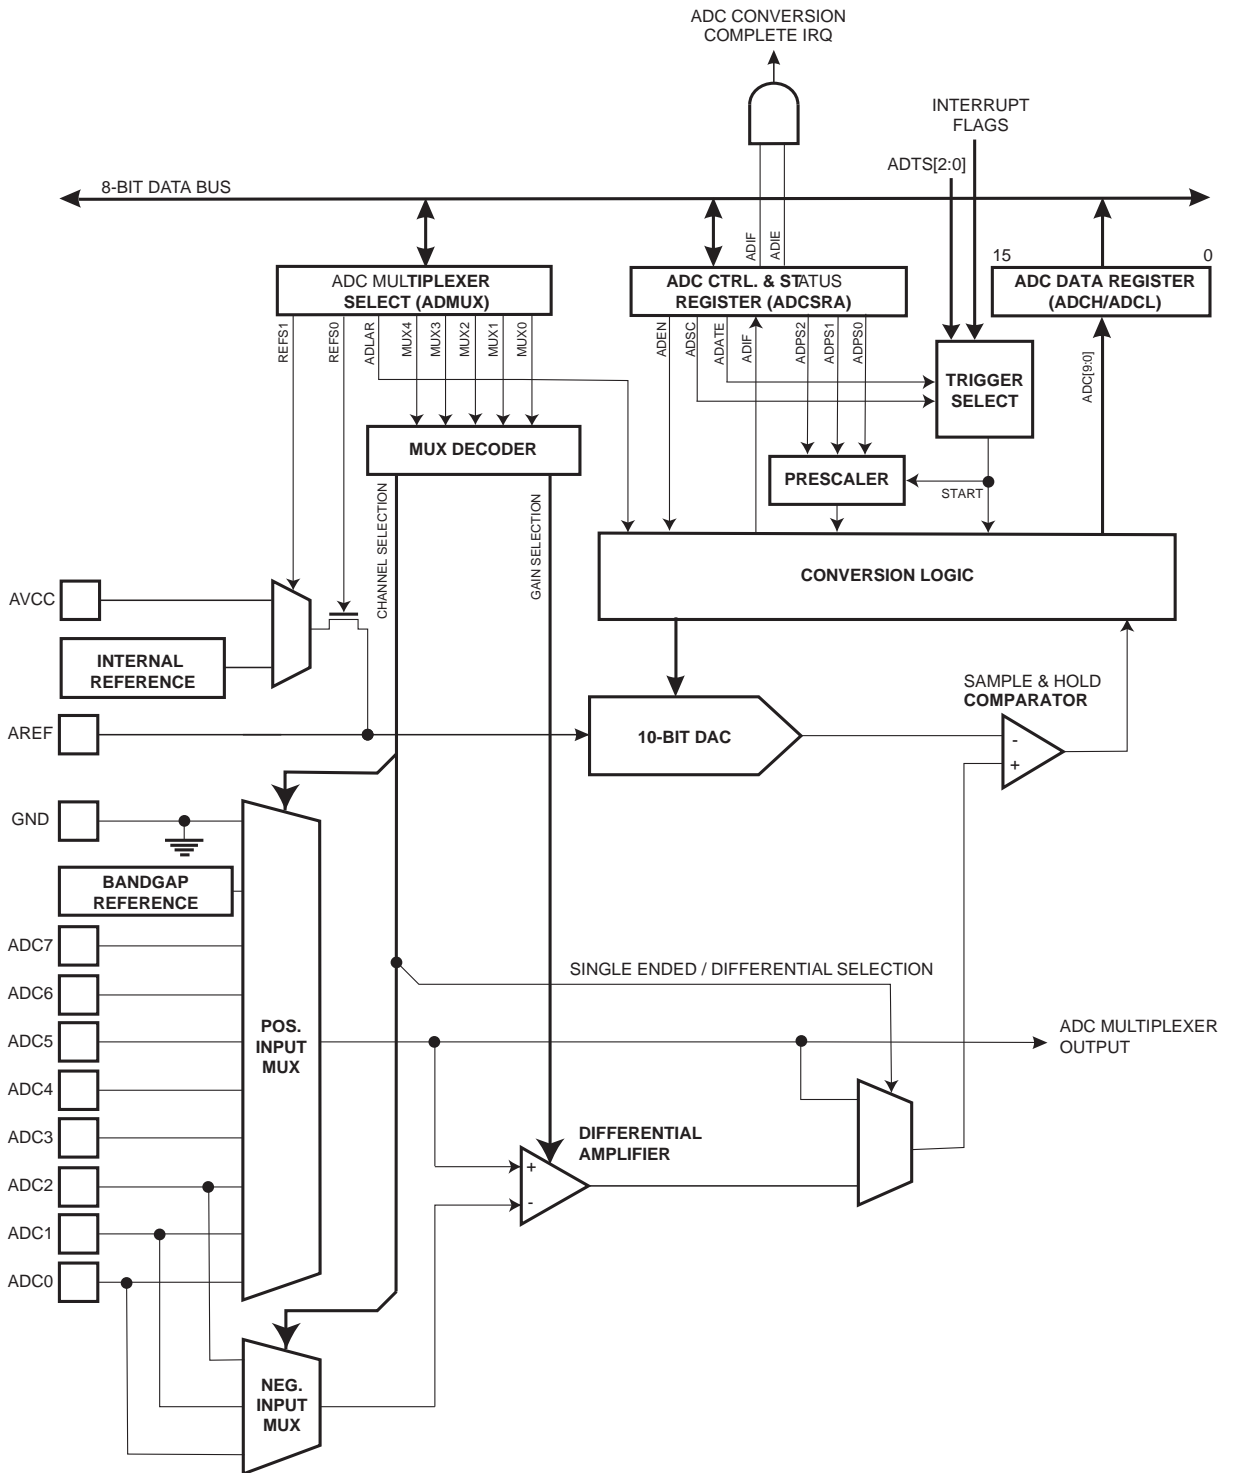 ADC CONVERSION
COMPLETE IRQ
INTERRUPT
FLAGS
ADTS[2:0]
8-BIT DATA BUS
ADIF
ADIE
15
0
ADC MULTIPLEXER
SELECT (ADMUX)
ADC CTRL. & STATUS
REGISTER (ADCSRA)
ADC DATA REGISTER
(ADCH/ADCL)
REFS1
REFS0
ADLAR
MUX4
MUX3
MUX2
MUX1
MUX0
ADEN
ADSC
ADATE
ADIF
ADPS2
ADPS1
ADPS0
ADC[9:0]
TRIGGER
SELECT
MUX DECODER
PRESCALER
START
CHANNEL SELECTION
GAIN SELECTION
CONVERSION LOGIC
AVCC
INTERNAL
REFERENCE
SAMPLE & HOLD
COMPARATOR
AREF
10-BIT DAC
-
+
GND
BANDGAP
REFERENCE
ADC7
SINGLE ENDED / DIFFERENTIAL SELECTION
ADC6
ADC5
POS.
INPUT
MUX
ADC MULTIPLEXER
OUTPUT
ADC4
ADC3
DIFFERENTIAL
AMPLIFIER
+
-
ADC2
ADC1
ADC0
NEG.
INPUT
MUX